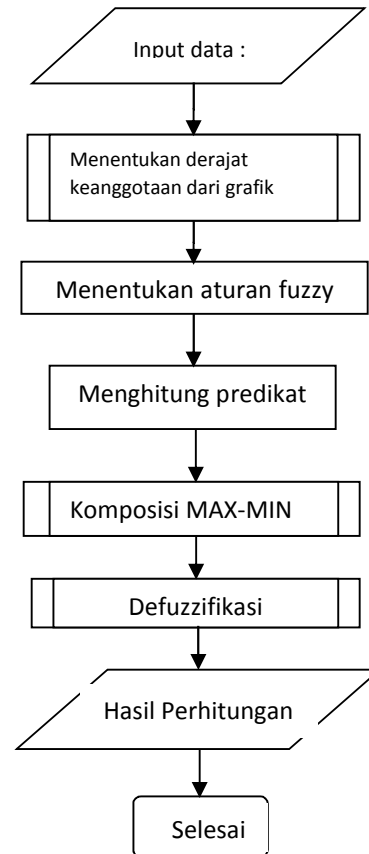 Input data :
Menentukan derajat
keanggotaan dari grafik
Menentukan aturan fuzzy
Menghitung predikat
Komposisi MAX-MIN
Defuzzifikasi
Hasil Perhitungan
Selesai